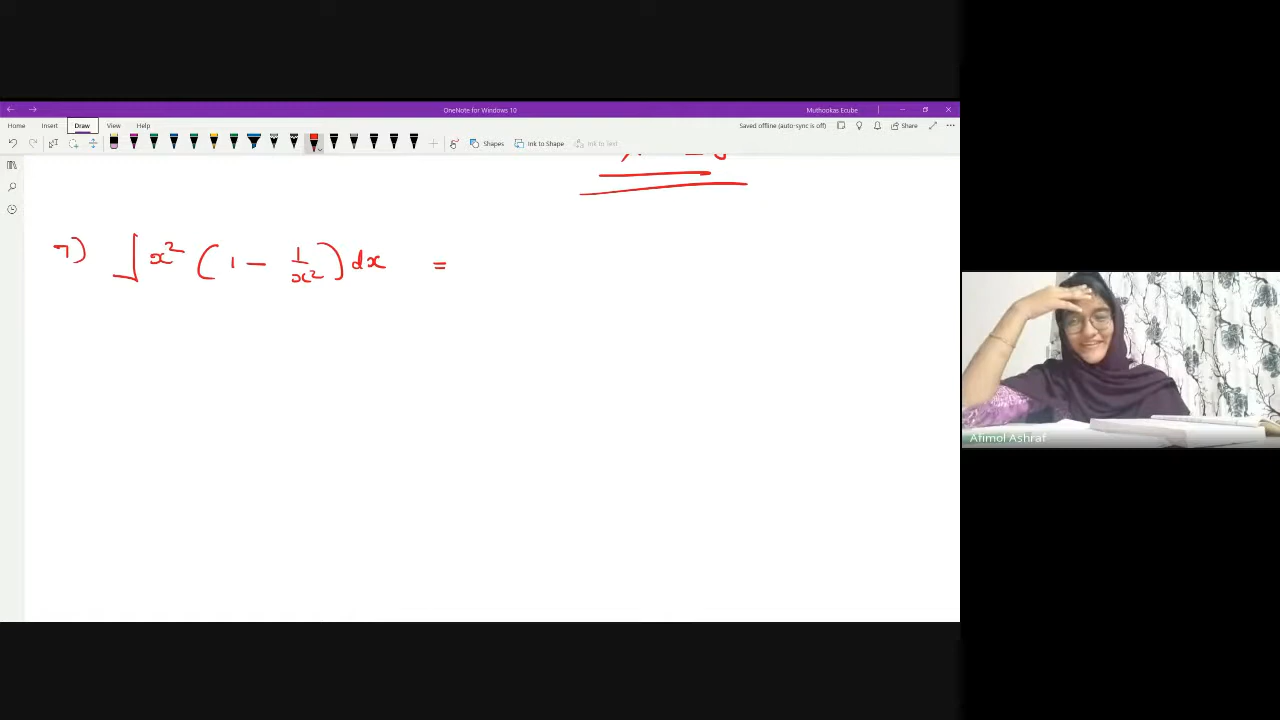 OneNote for Windows 10
Muthookas Ecube
Home Insert Draw View Help
Saved offline (auto-sync is off)
Share
Shapes
Ink to Shape
Ink to Text
7) ∫ x² (1 - 1/x²) dx =
Afimol Ashraf